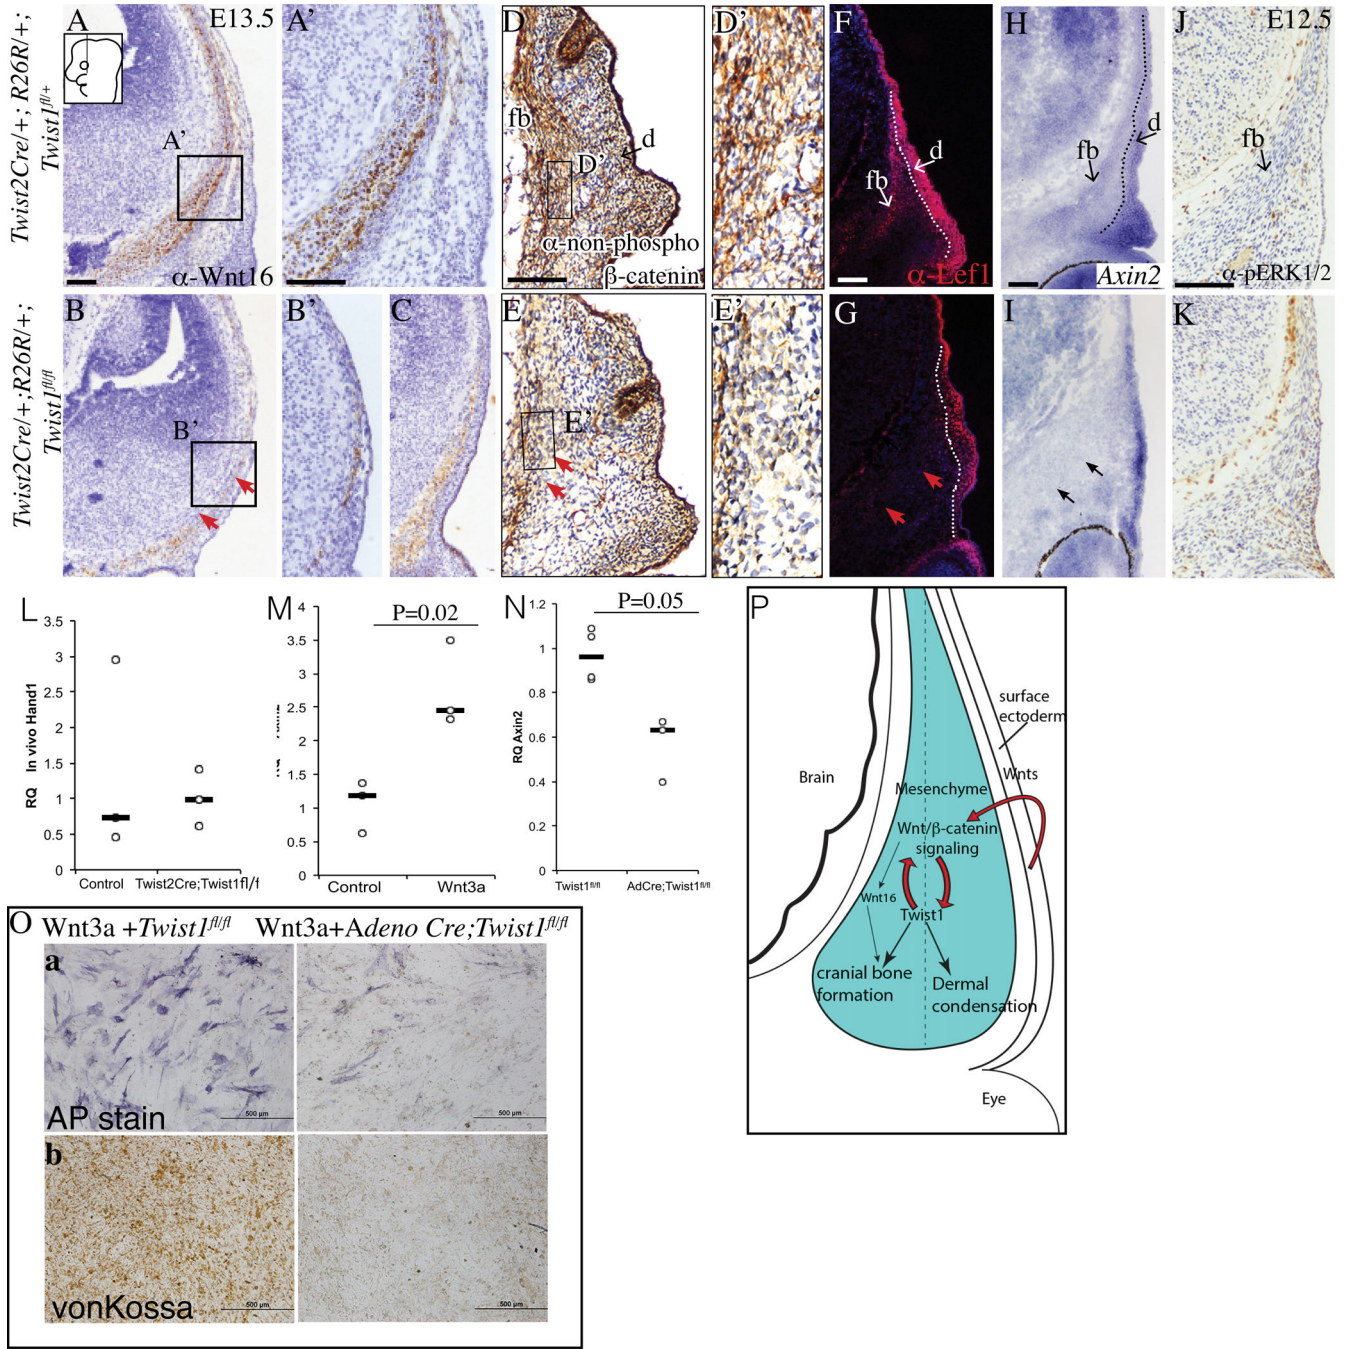 Twist2Cre/+; R26R/+;
Twist1fl/+
A
E13.5
A'
α-Wnt16
A'
D
fb
d
D'
α-non-phospho
β-catenin
D'
F
d
fb
α-Lef1
H
d
fb
Axin2
J
E12.5
fb
α-pERK1/2
Twist2Cre/+;R26R/+;
Twist1fl/fl
B
B'
B'
C
E
E'
E'
G
I
K
L
RQ In vivo Hand1
3.5
3
2.5
2
1.5
1
0.5
0
Control
Twist2Cre;Twist1fl/f
M
P=0.02
4
3.5
3
2.5
2
1.5
1
0.5
0
Control
Wnt3a
N
P=0.05
RQ Axin2
1.2
1
0.8
0.6
0.4
0.2
0
Twist1fl/fl
AdCre;Twist1fl/fl
O
Wnt3a +Twist1fl/fl
Wnt3a+Adeno Cre;Twist1fl/fl
a
AP stain
500 µm
500 µm
b
vonKossa
500 µm
500 µm
P
surface
ectoderm
Brain
Wnts
Mesenchyme
Wnt/β-catenin
signaling
Wnt16
Twist1
cranial bone
formation
Dermal
condensation
Eye